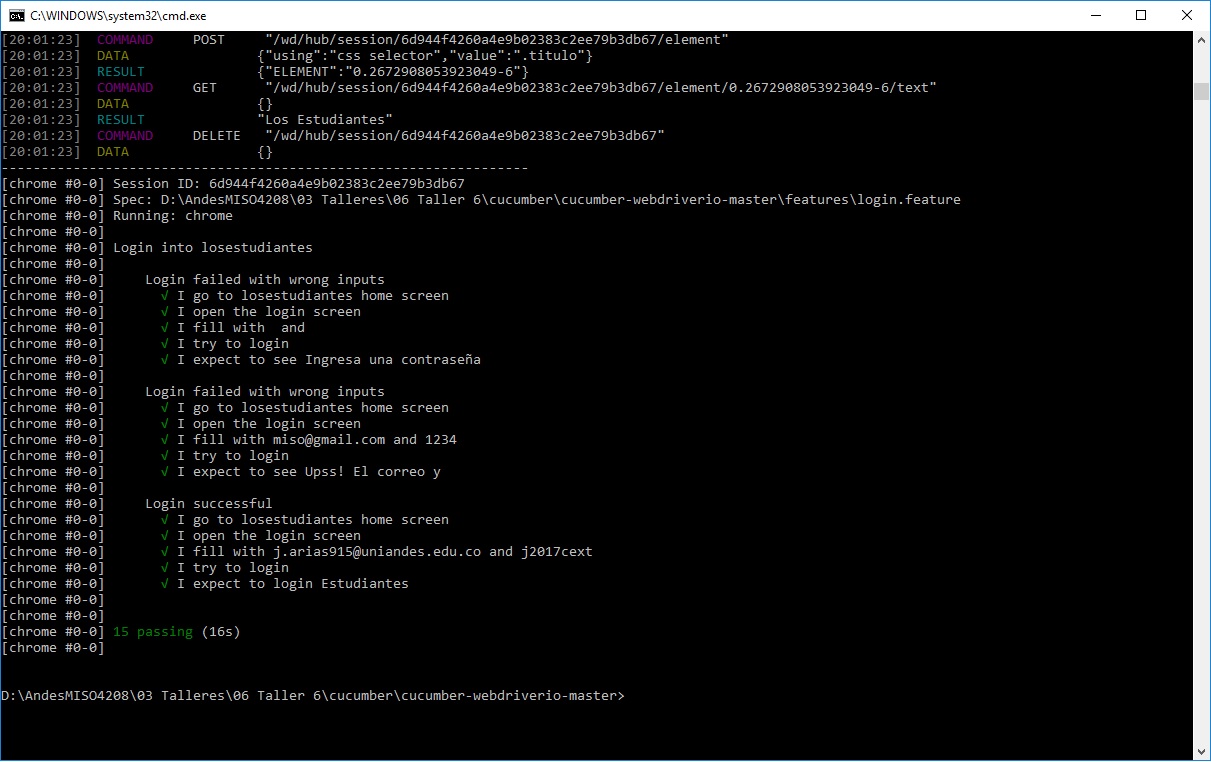 C:\WINDOWS\system32\cmd.exe
[20:01:23]  COMMAND     POST     "/wd/hub/session/6d944f4260a4e9b02383c2ee79b3db67/element"
[20:01:23]  DATA                {"using":"css selector","value":".titulo"}
[20:01:23]  RESULT              {"ELEMENT":"0.2672908053923049-6"}
[20:01:23]  COMMAND     GET      "/wd/hub/session/6d944f4260a4e9b02383c2ee79b3db67/element/0.2672908053923049-6/text"
[20:01:23]  DATA                {}
[20:01:23]  RESULT              "Los Estudiantes"
[20:01:23]  COMMAND     DELETE   "/wd/hub/session/6d944f4260a4e9b02383c2ee79b3db67"
[20:01:23]  DATA                {}
------------------------------------------------------------------
[chrome #0-0] Session ID: 6d944f4260a4e9b02383c2ee79b3db67
[chrome #0-0] Spec: D:\AndesMISO4208\03 Talleres\06 Taller 6\cucumber\cucumber-webdriverio-master\features\login.feature
[chrome #0-0] Running: chrome
[chrome #0-0]
[chrome #0-0] Login into losestudiantes
[chrome #0-0]
[chrome #0-0]     Login failed with wrong inputs
[chrome #0-0]       √ I go to losestudiantes home screen
[chrome #0-0]       √ I open the login screen
[chrome #0-0]       √ I fill with  and
[chrome #0-0]       √ I try to login
[chrome #0-0]       √ I expect to see Ingresa una contraseña
[chrome #0-0]
[chrome #0-0]     Login failed with wrong inputs
[chrome #0-0]       √ I go to losestudiantes home screen
[chrome #0-0]       √ I open the login screen
[chrome #0-0]       √ I fill with miso@gmail.com and 1234
[chrome #0-0]       √ I try to login
[chrome #0-0]       √ I expect to see Upss! El correo y
[chrome #0-0]
[chrome #0-0]     Login successful
[chrome #0-0]       √ I go to losestudiantes home screen
[chrome #0-0]       √ I open the login screen
[chrome #0-0]       √ I fill with j.arias915@uniandes.edu.co and j2017cext
[chrome #0-0]       √ I try to login
[chrome #0-0]       √ I expect to login Estudiantes
[chrome #0-0]
[chrome #0-0]
[chrome #0-0] 15 passing (16s)
[chrome #0-0]
D:\AndesMISO4208\03 Talleres\06 Taller 6\cucumber\cucumber-webdriverio-master>